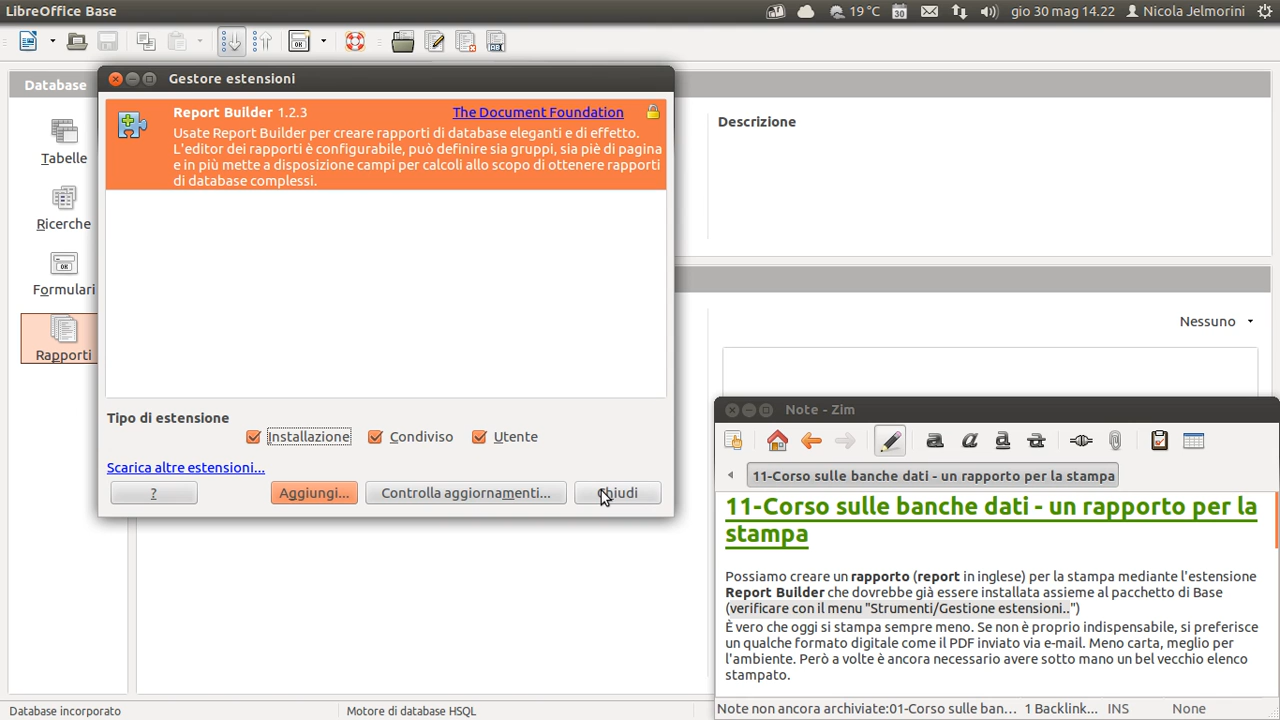 LibreOffice Base
19 °C
30
gio 30 mag 14.22
Nicola Jelmorini
Database
Tabelle
Ricerche
Formulari
Rapporti
Gestore estensioni
Report Builder 1.2.3
The Document Foundation
Usate Report Builder per creare rapporti di database eleganti e di effetto.
L'editor dei rapporti è configurabile, può definire sia gruppi, sia piè di pagina
e in più mette a disposizione campi per calcoli allo scopo di ottenere rapporti
di database complessi.
Tipo di estensione
Installazione
Condiviso
Utente
Scarica altre estensioni...
?
Aggiungi...
Controlla aggiornamenti...
Chiudi
Descrizione
Nessuno
Note - Zim
11-Corso sulle banche dati - un rapporto per la stampa
11-Corso sulle banche dati - un rapporto per la
stampa
Possiamo creare un rapporto (report in inglese) per la stampa mediante l'estensione
Report Builder che dovrebbe già essere installata assieme al pacchetto di Base
(verificare con il menu "Strumenti/Gestione estensioni..")
È vero che oggi si stampa sempre meno. Se non è proprio indispensabile, si preferisce
un qualche formato digitale come il PDF inviato via e-mail. Meno carta, meglio per
l'ambiente. Però a volte è ancora necessario avere sotto mano un bel vecchio elenco
stampato.
Note non ancora archiviate:01-Corso sulle ban...
1 Backlink...
INS
None
Database incorporato
Motore di database HSQL